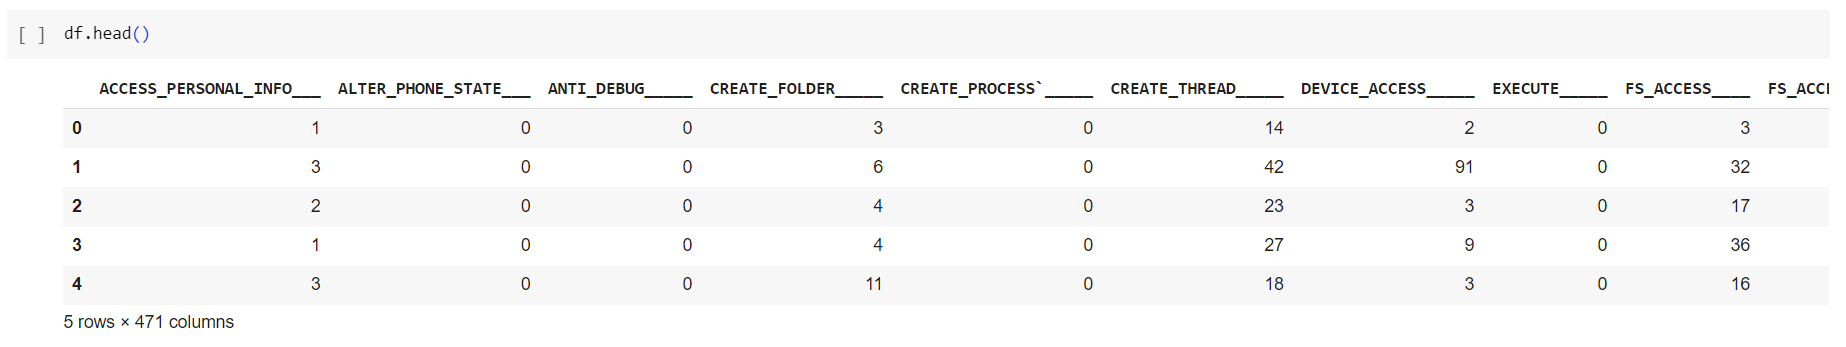 [ ] df.head()
ACCESS_PERSONAL_INFO___ ALTER_PHONE_STATE___ ANTI_DEBUG_____ CREATE_FOLDER_____ CREATE_PROCESS`_____ CREATE_THREAD_____ DEVICE_ACCESS_____ EXECUTE_____ FS_ACCESS____ FS_ACCE
0 1 0 0 3 0 14 2 0 3
1 3 0 0 6 0 42 91 0 32
2 2 0 0 4 0 23 3 0 17
3 1 0 0 4 0 27 9 0 36
4 3 0 0 11 0 18 3 0 16
5 rows × 471 columns